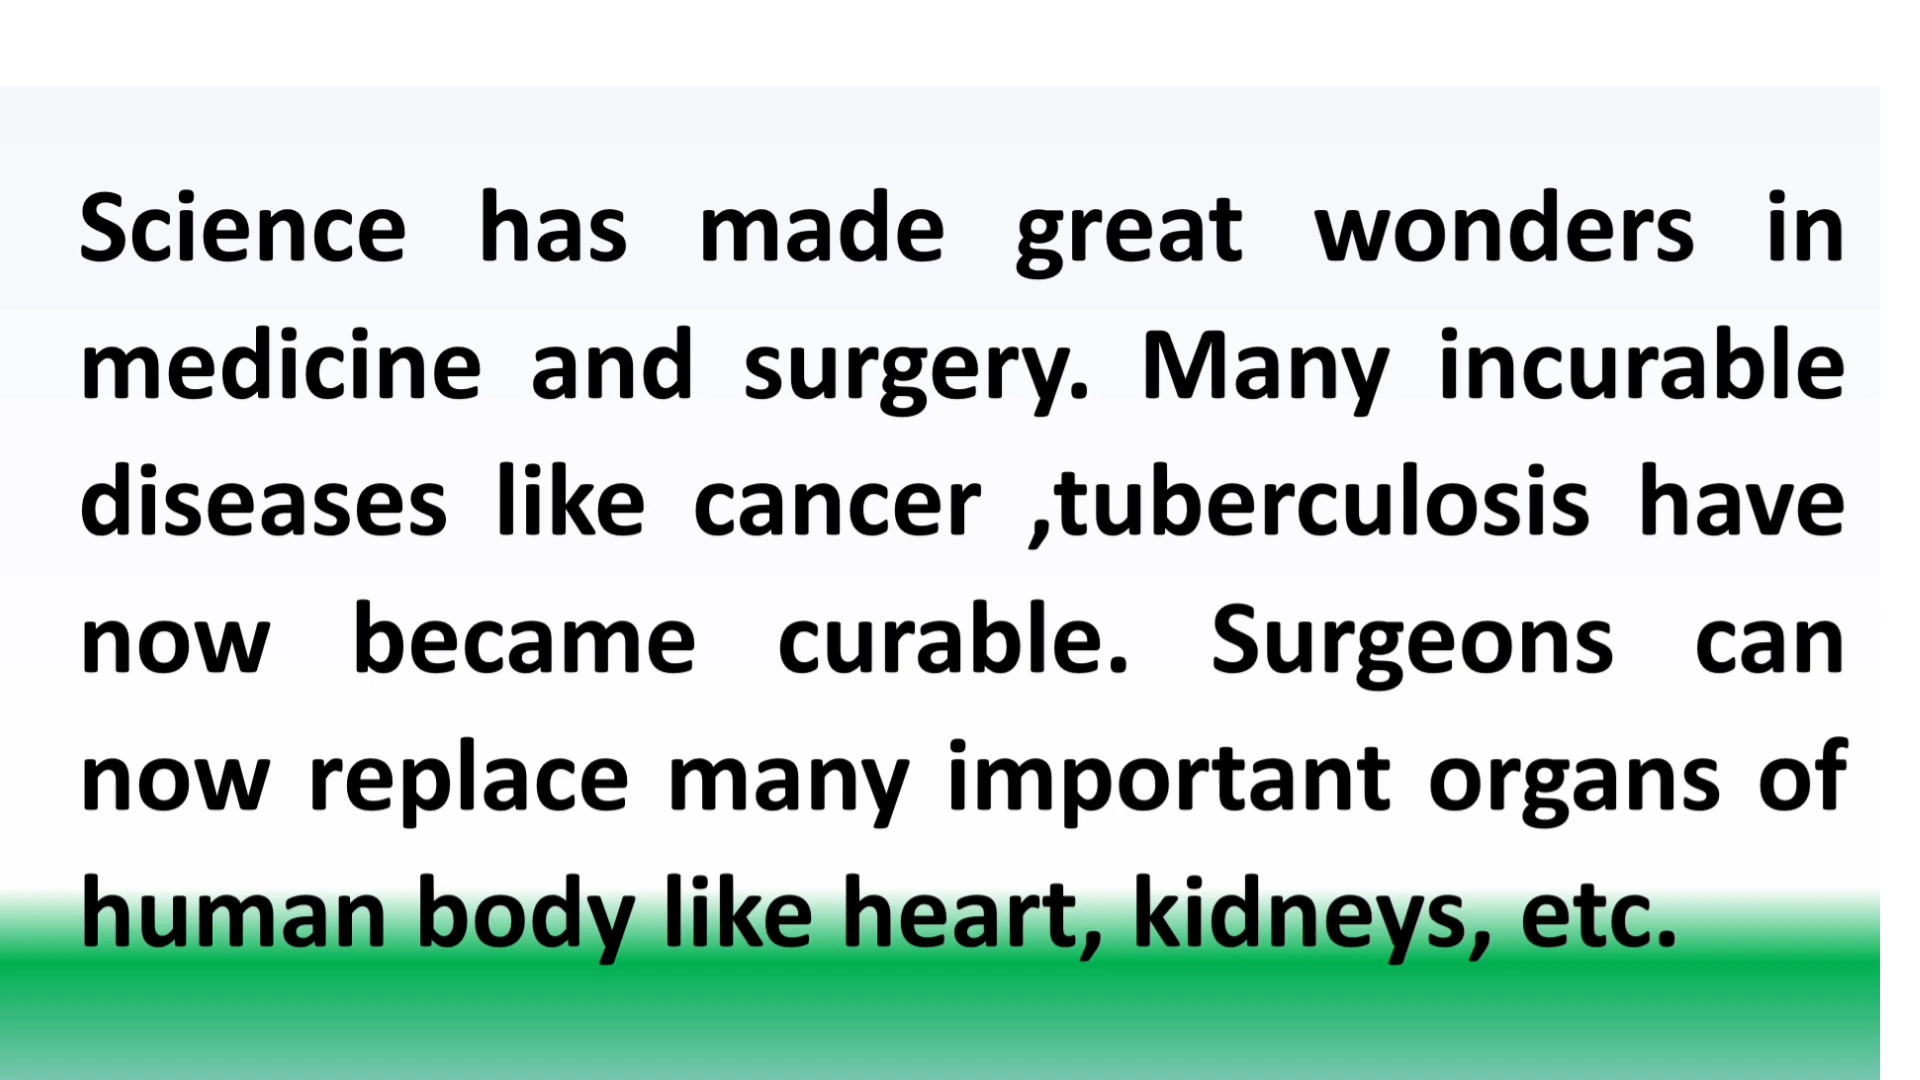 Science has made great wonders in
medicine and surgery. Many incurable
diseases like cancer ,tuberculosis have
now became curable. Surgeons can
now replace many important organs of
human body like heart, kidneys, etc.